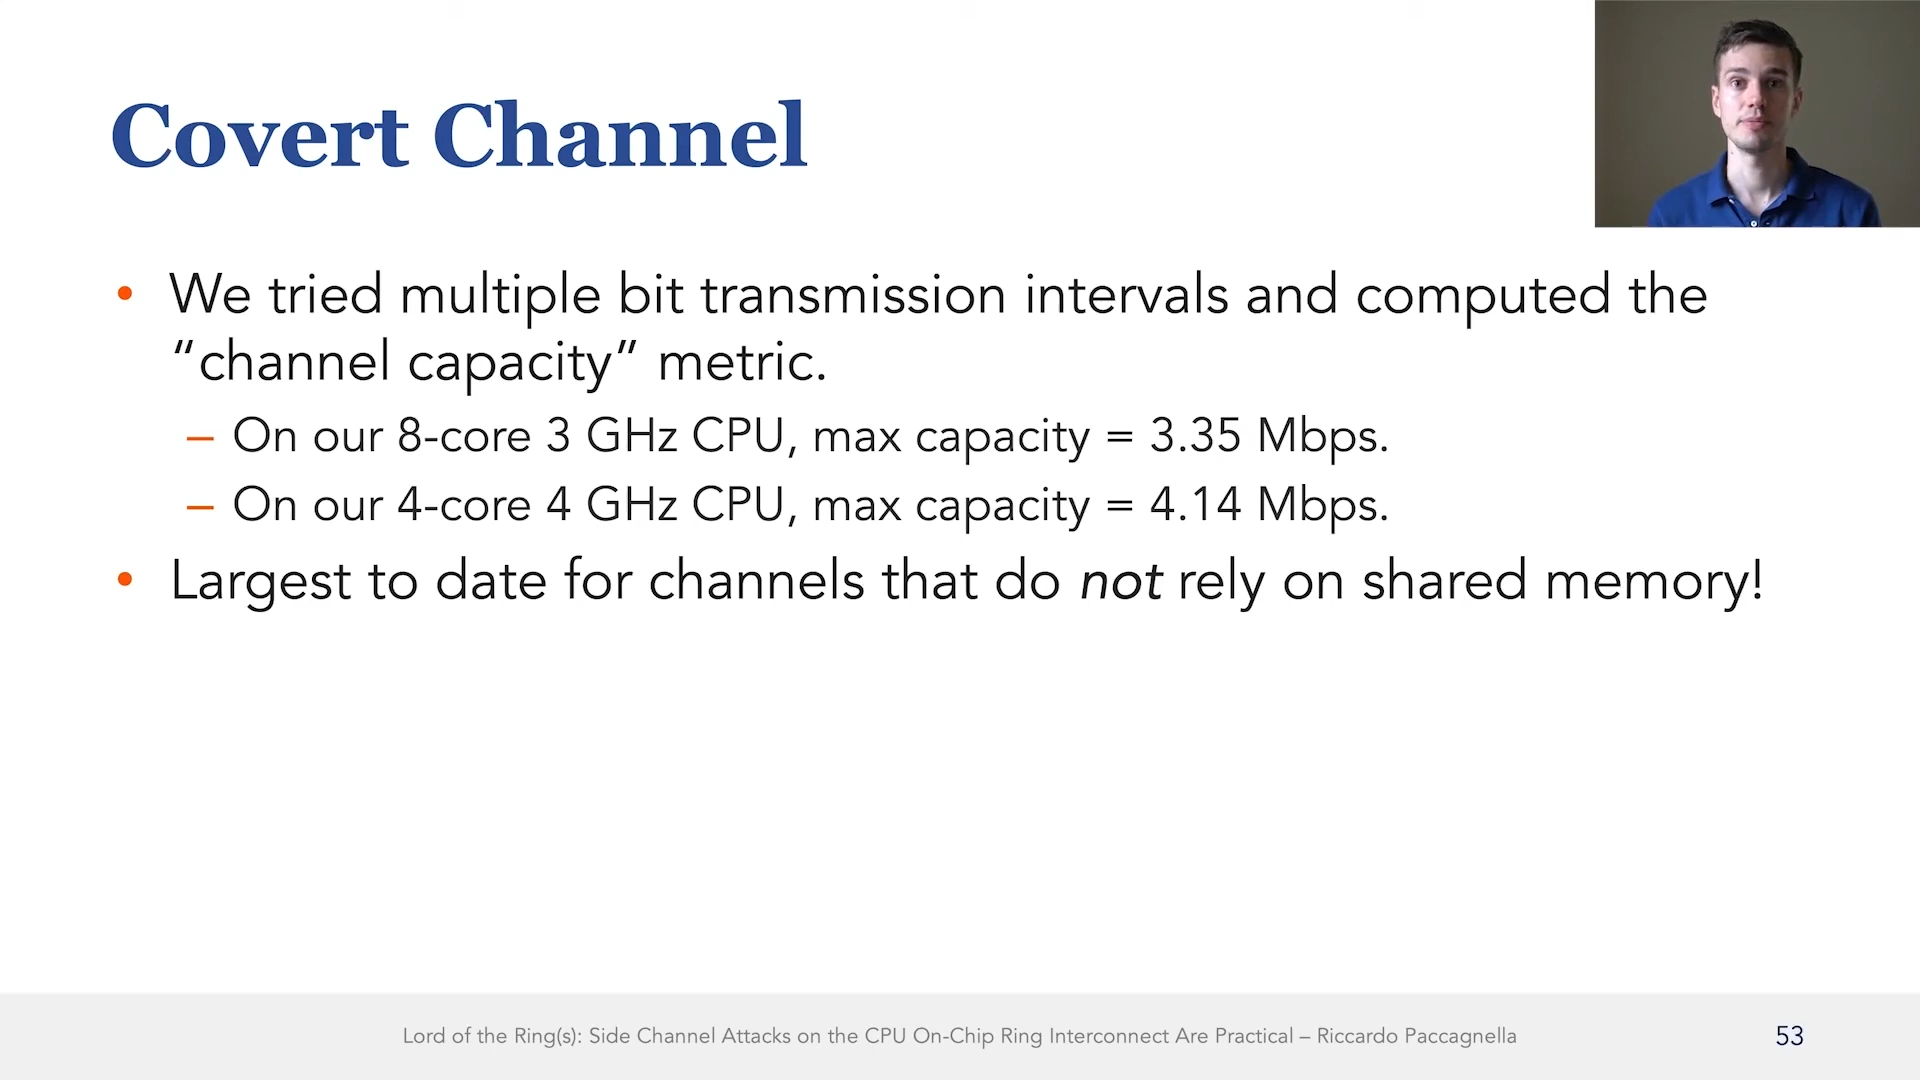 Covert Channel
• We tried multiple bit transmission intervals and computed the
“channel capacity” metric.
– On our 8-core 3 GHz CPU, max capacity = 3.35 Mbps.
– On our 4-core 4 GHz CPU, max capacity = 4.14 Mbps.
• Largest to date for channels that do not rely on shared memory!
Lord of the Ring(s): Side Channel Attacks on the CPU On-Chip Ring Interconnect Are Practical – Riccardo Paccagnella
53